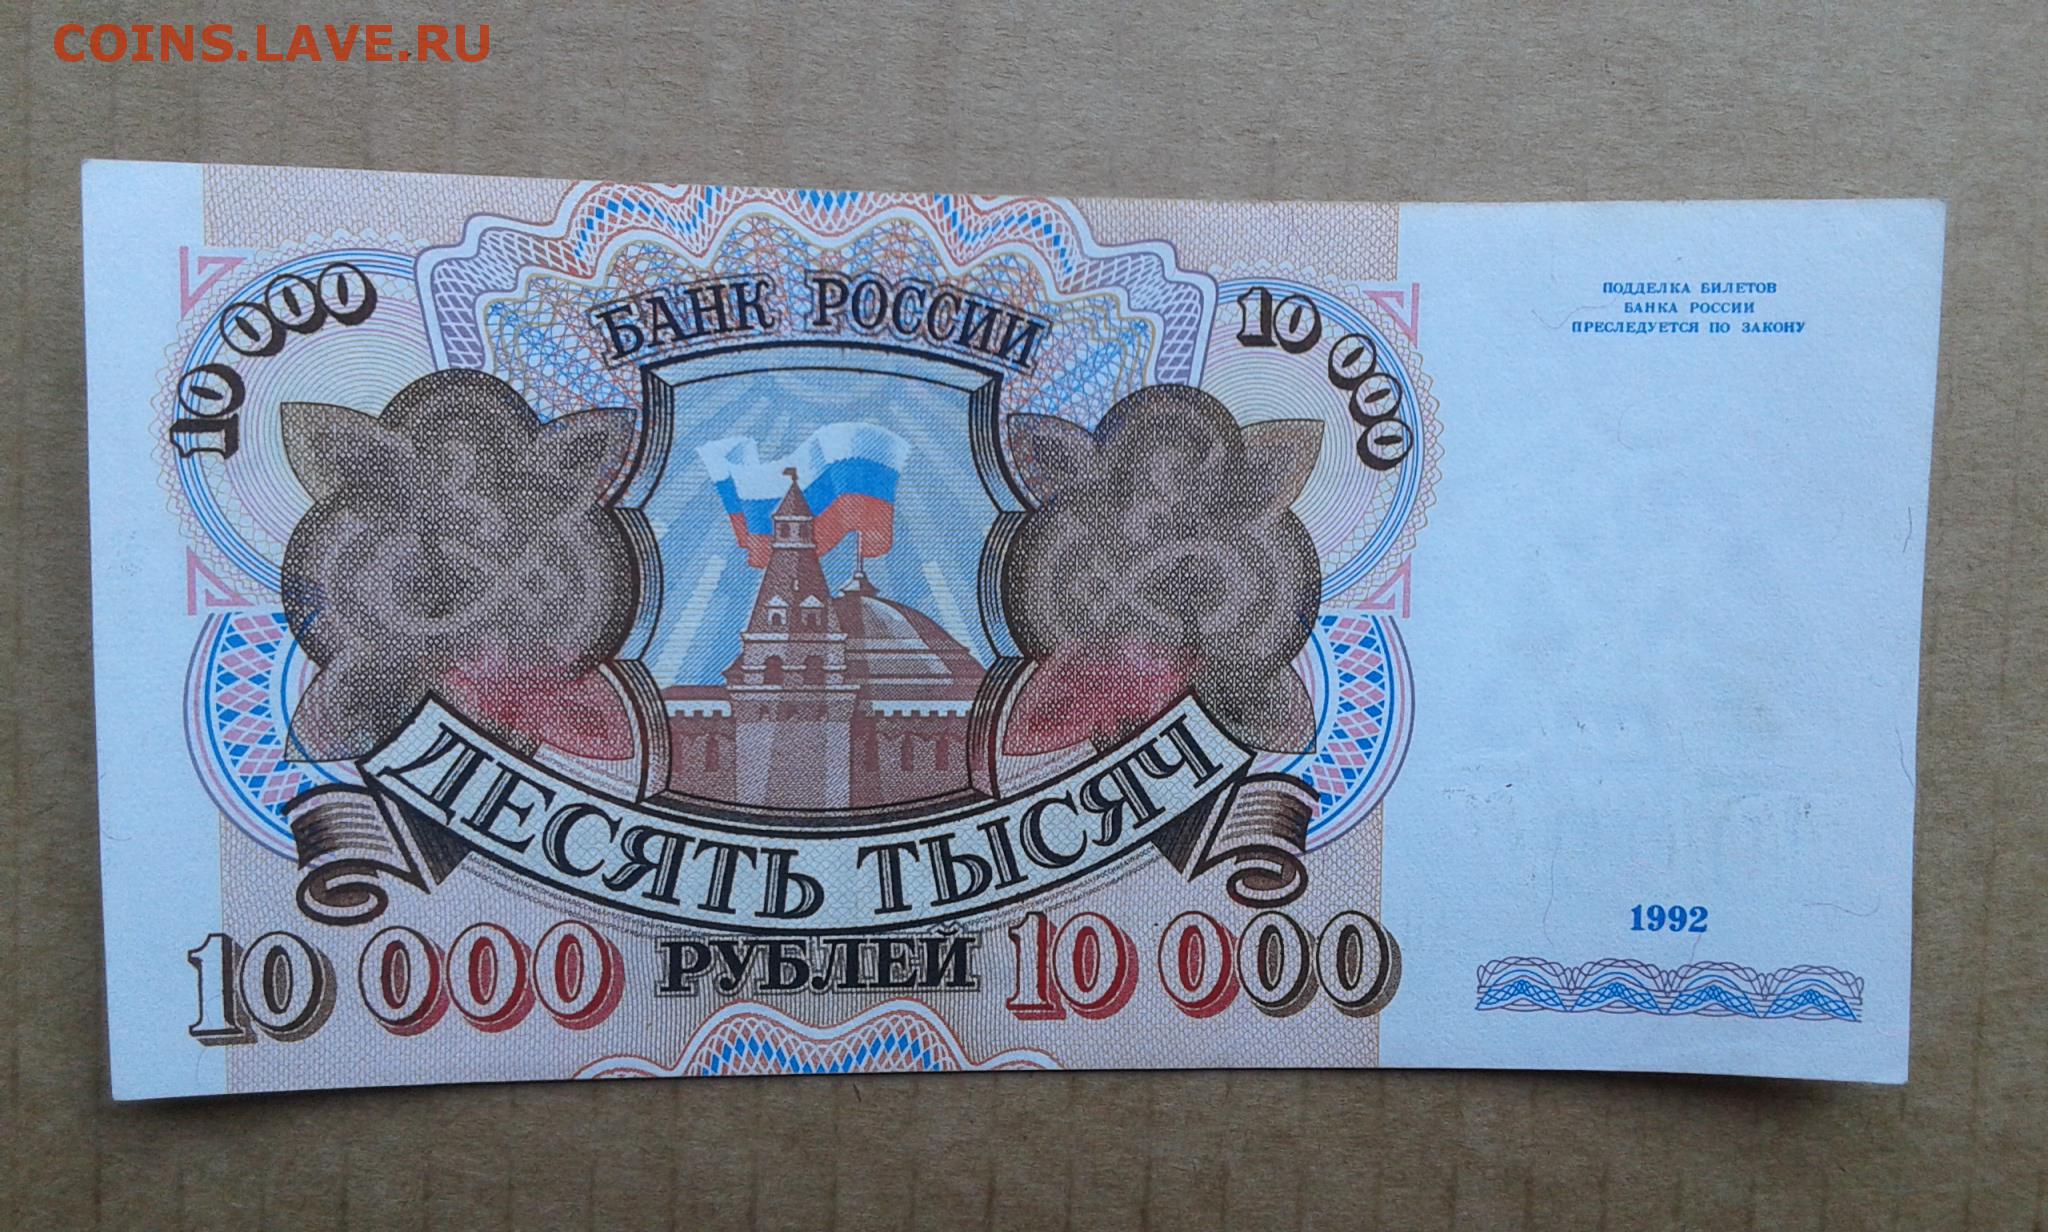 COINS.LAVE.RU
10 000
БАНК РОССИИ
10 000
ПОДДЕЛКА БИЛЕТОВ
БАНКА РОССИИ
ПРЕСЛЕДУЕТСЯ ПО ЗАКОНУ
ДЕСЯТЬ ТЫСЯЧ
10 000 РУБЛЕЙ 10 000
1992